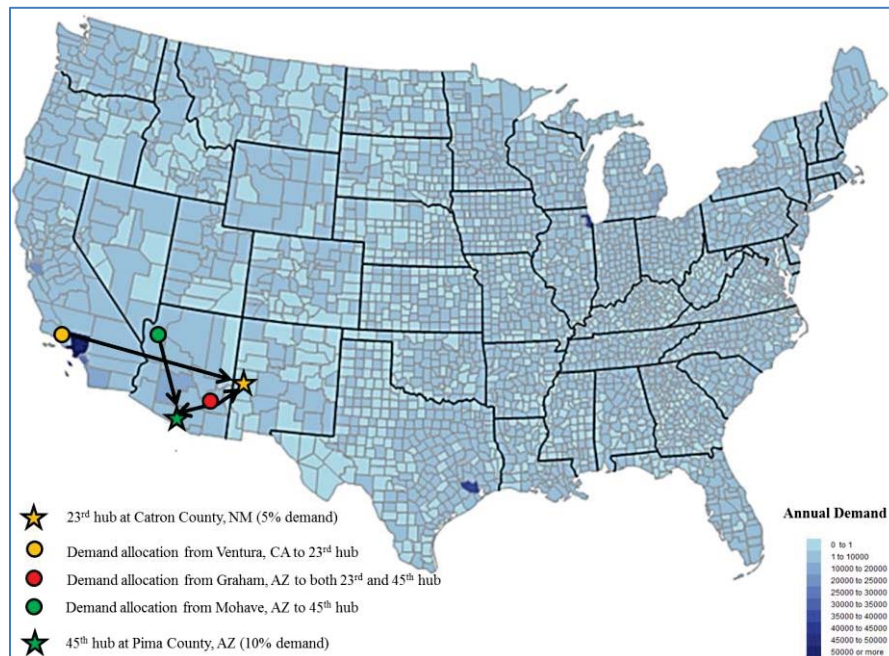 23rd hub at Catron County, NM (5% demand)
Demand allocation from Ventura, CA to 23rd hub
Demand allocation from Graham, AZ to both 23rd and 45th hub
Demand allocation from Mohave, AZ to 45th hub
45th hub at Pima County, AZ (10% demand)
Annual Demand
0 to 1
1 to 10000
10000 to 20000
20000 to 30000
30000 to 35000
35000 to 40000
40000 to 45000
45000 to 50000
50000 or more